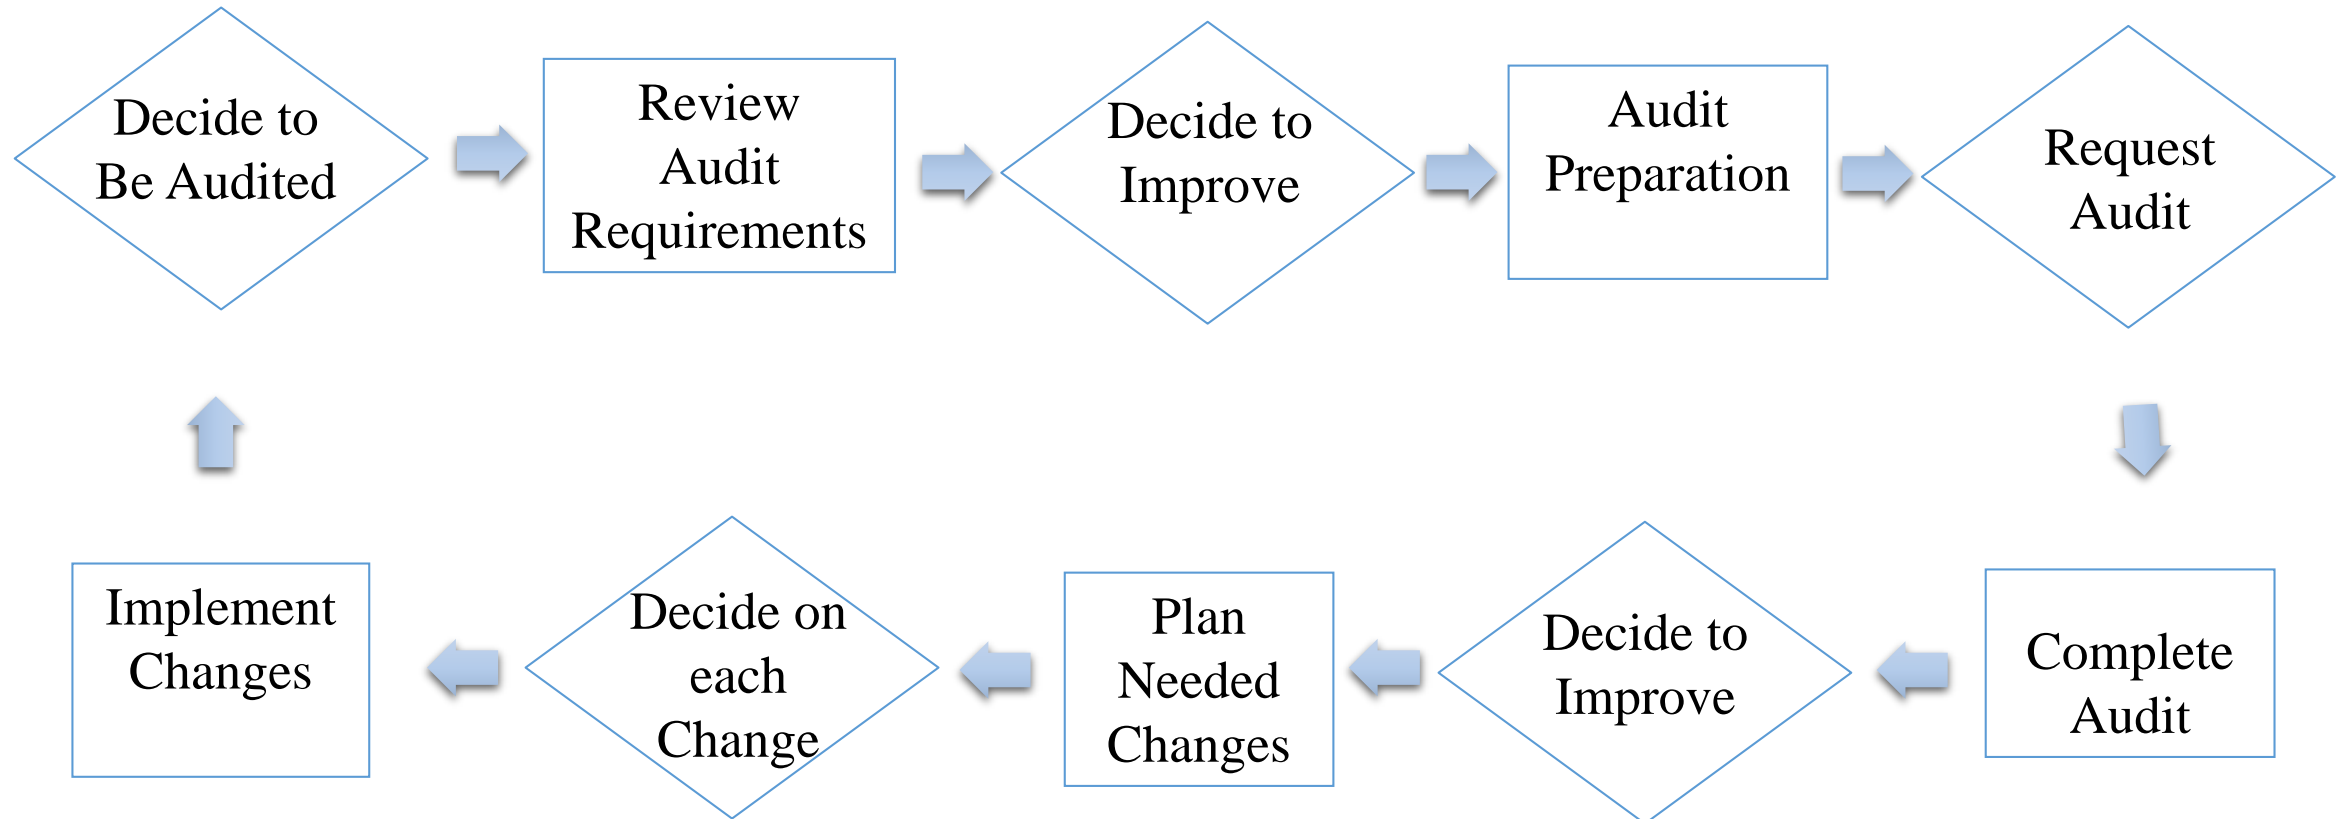 Decide to
Be Audited
Review
Audit
Requirements
Decide to
Improve
Audit
Preparation
Request
Audit
Implement
Changes
Decide on
each
Change
Plan
Needed
Changes
Decide to
Improve
Complete
Audit